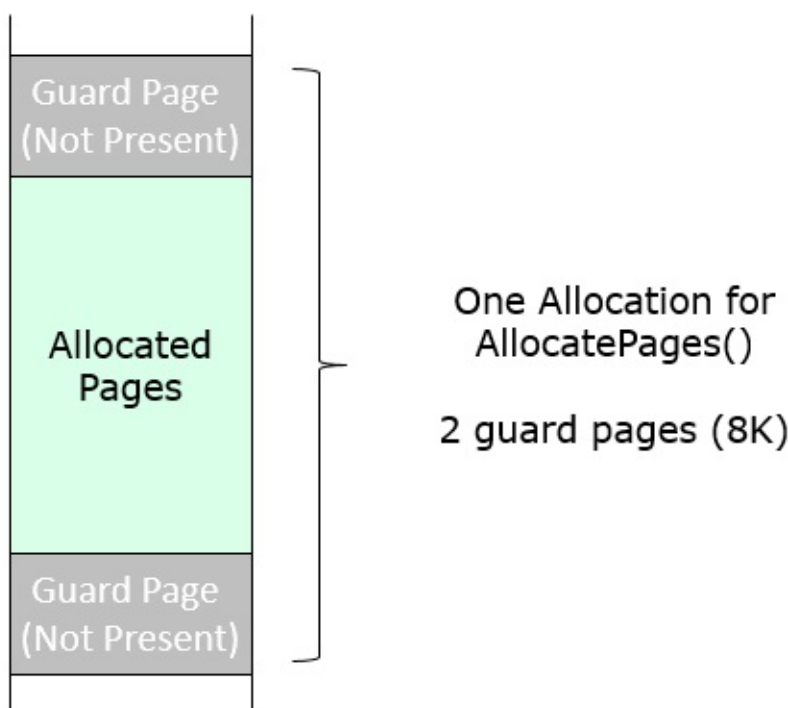 Guard Page
(Not Present)
Allocated
Pages
One Allocation for
AllocatePages()
2 guard pages (8K)
Guard Page
(Not Present)